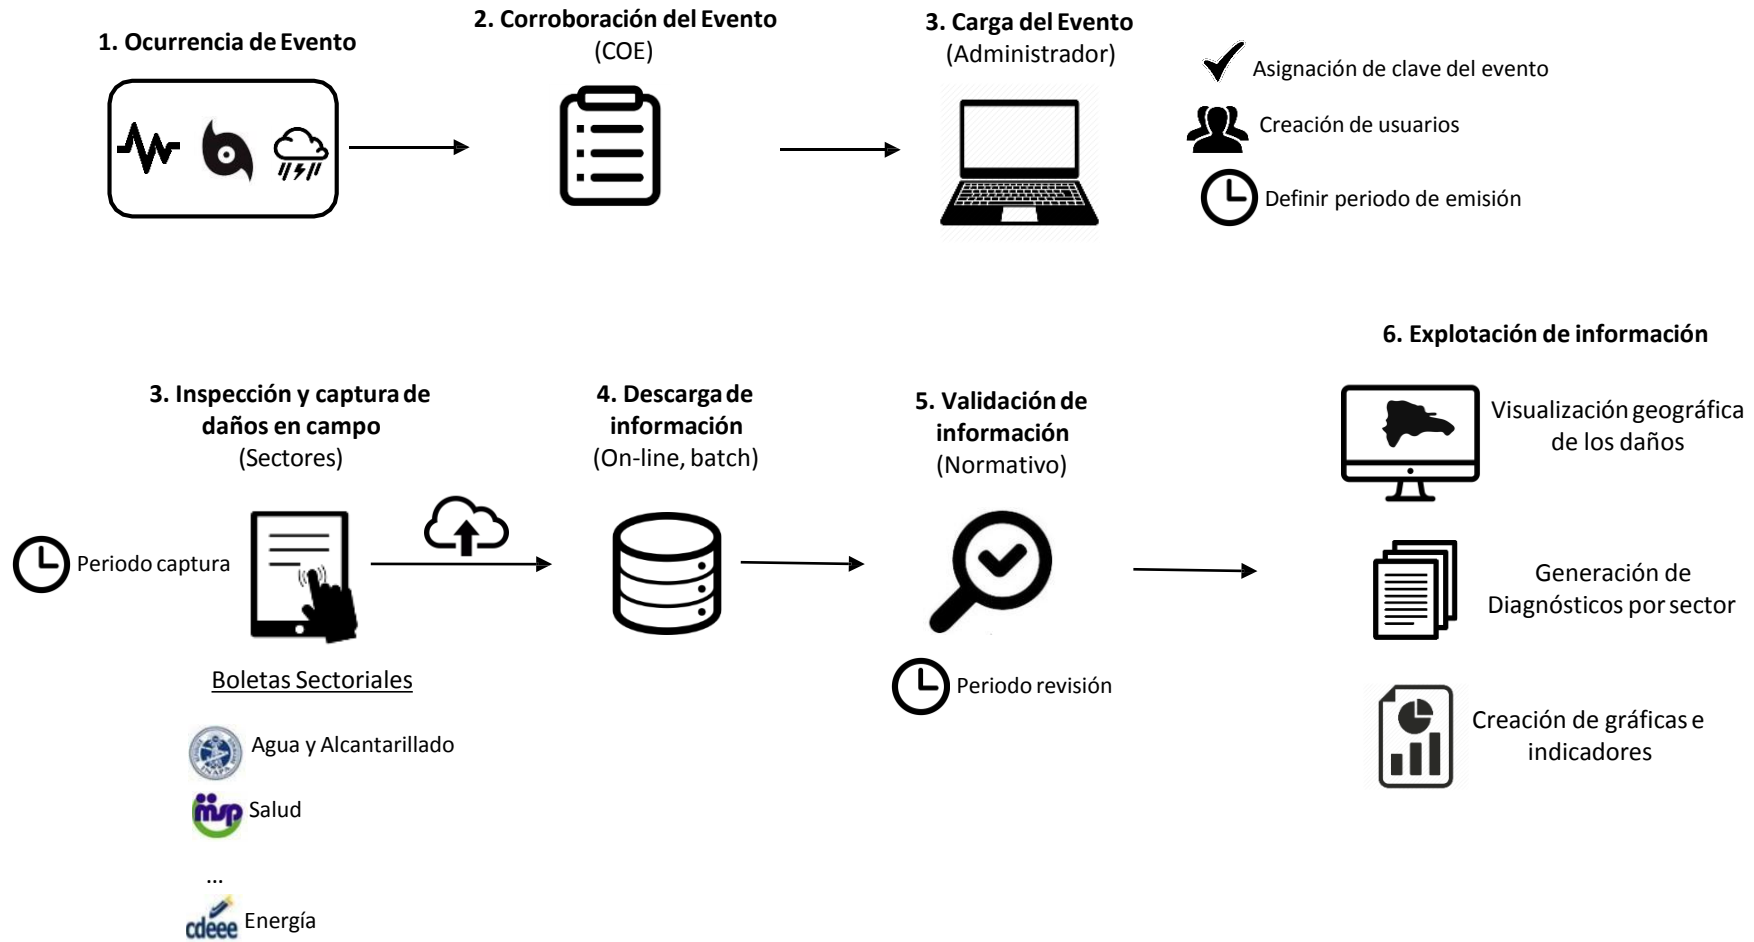 1. Ocurrencia de Evento
2. Corroboración del Evento
(COE)
3. Carga del Evento
(Administrador)
Asignación de clave del evento
Creación de usuarios
Definir periodo de emisión
3. Inspección y captura de
daños en campo
(Sectores)
Periodo captura
Boletas Sectoriales
INAPA
Agua y Alcantarillado
msp
Salud
...
cdeee
Energía
4. Descarga de
información
(On-line, batch)
5. Validación de
información
(Normativo)
Periodo revisión
6. Explotación de información
Visualización geográfica
de los daños
Generación de
Diagnósticos por sector
Creación de gráficas e
indicadores